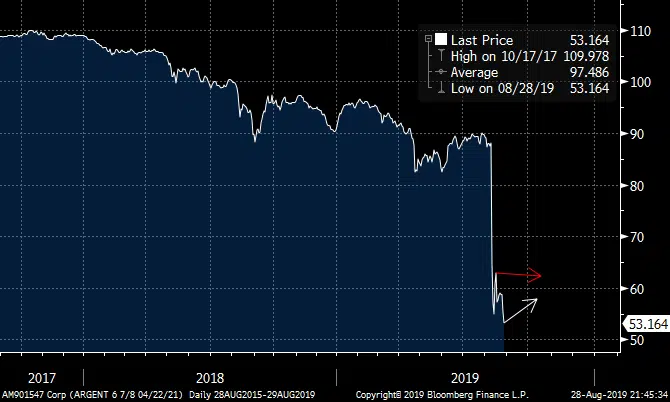 Last Price 53.164
High on 10/17/17 109.978
Average 97.486
Low on 08/28/19 53.164
110
100
90
80
70
60
53.164
50
2017 2018 2019
AM901547 Corp (ARGENT 6 7/8 04/22/21) Daily 28AUG2015-29AUG2019 Copyright© 2019 Bloomberg Finance L.P. 28-Aug-2019 21:45:34